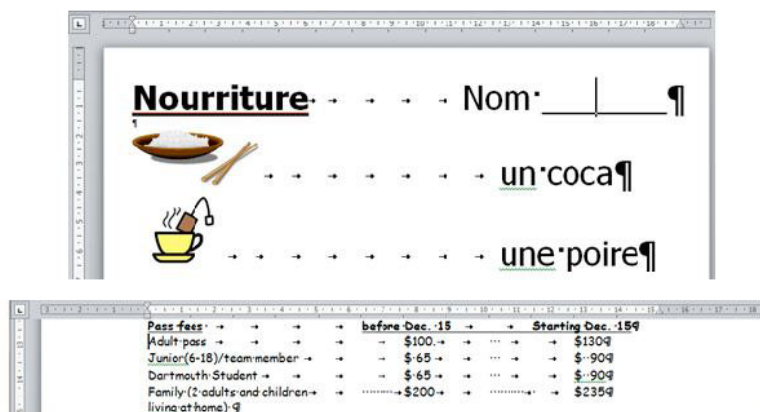 Nourriture Nom ________
un coca
une poire
Pass fees before Dec. 15 Starting Dec. 15
Adult pass $100. $130
Junior(6-18)/team member $ 65 $ 90
Dartmouth Student $ 65 $ 90
Family (2 adults and children $200 $235
living at home)